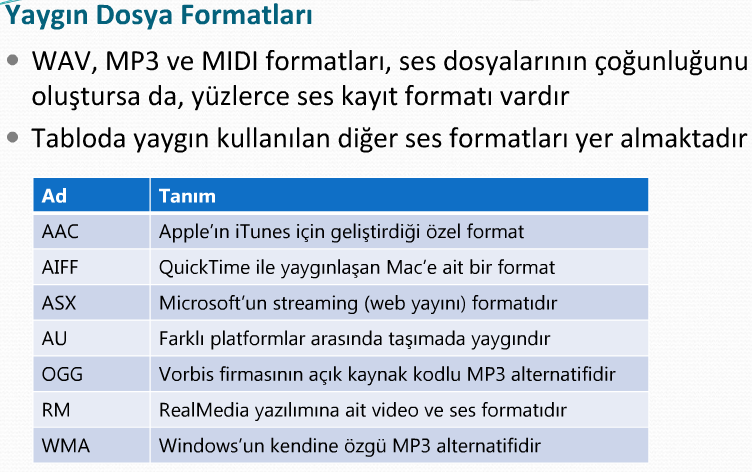 Yaygın Dosya Formatları
WAV, MP3 ve MIDI formatları, ses dosyalarının çoğunluğunu
oluştursa da, yüzlerce ses kayıt formatı vardır
Tabloda yaygın kullanılan diğer ses formatları yer almaktadır
Ad Tanım
AAC Apple’ın iTunes için geliştirdiği özel format
AIFF QuickTime ile yaygınlaşan Mac’e ait bir format
ASX Microsoft’un streaming (web yayını) formatıdır
AU Farklı platformlar arasında taşımada yaygındır
OGG Vorbis firmasının açık kaynak kodlu MP3 alternatifidir
RM RealMedia yazılımına ait video ve ses formatıdır
WMA Windows’un kendine özgü MP3 alternatifidir